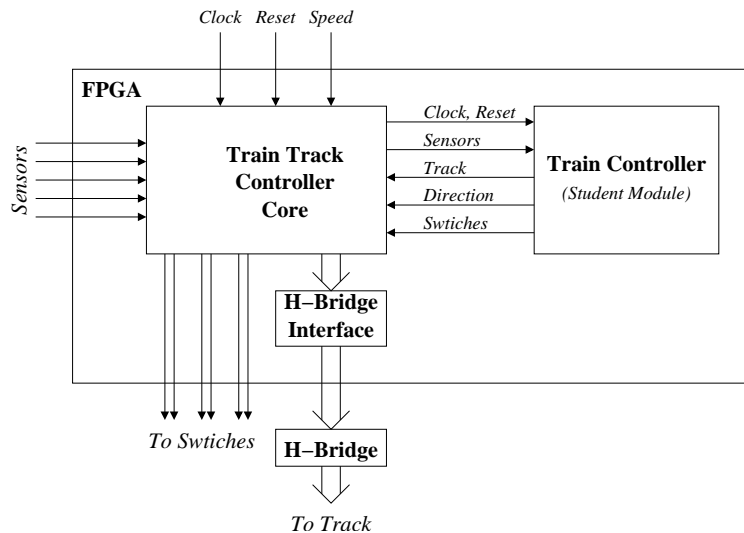 Clock Reset Speed
FPGA
Train Track
Controller
Core
Sensors
Clock, Reset
Sensors
Track
Direction
Swtiches
Train Controller
(Student Module)
H−Bridge
Interface
To Swtiches
H−Bridge
To Track